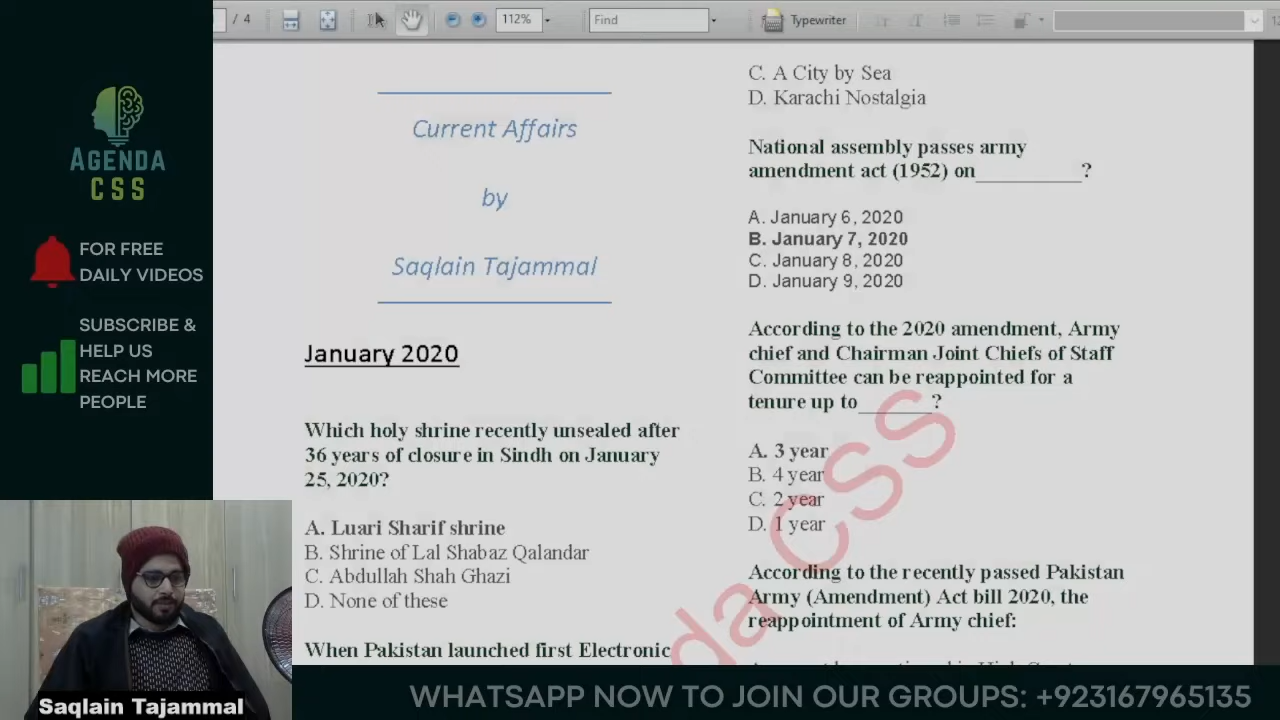 / 4
112%
Find
Typewriter
AGENDA
CSS
FOR FREE
DAILY VIDEOS
SUBSCRIBE &
HELP US
REACH MORE
PEOPLE
Current Affairs
by
Saqlain Tajammal
January 2020
Which holy shrine recently unsealed after
36 years of closure in Sindh on January
25, 2020?
A. Luari Sharif shrine
B. Shrine of Lal Shabaz Qalandar
C. Abdullah Shah Ghazi
D. None of these
When Pakistan launched first Electronic
C. A City by Sea
D. Karachi Nostalgia
National assembly passes army
amendment act (1952) on__________?
A. January 6, 2020
B. January 7, 2020
C. January 8, 2020
D. January 9, 2020
According to the 2020 amendment, Army
chief and Chairman Joint Chiefs of Staff
Committee can be reappointed for a
tenure up to_______?
A. 3 year
B. 4 year
C. 2 year
D. 1 year
According to the recently passed Pakistan
Army (Amendment) Act bill 2020, the
reappointment of Army chief:
da CSS
Saqlain Tajammal
WHATSAPP NOW TO JOIN OUR GROUPS: +923167965135